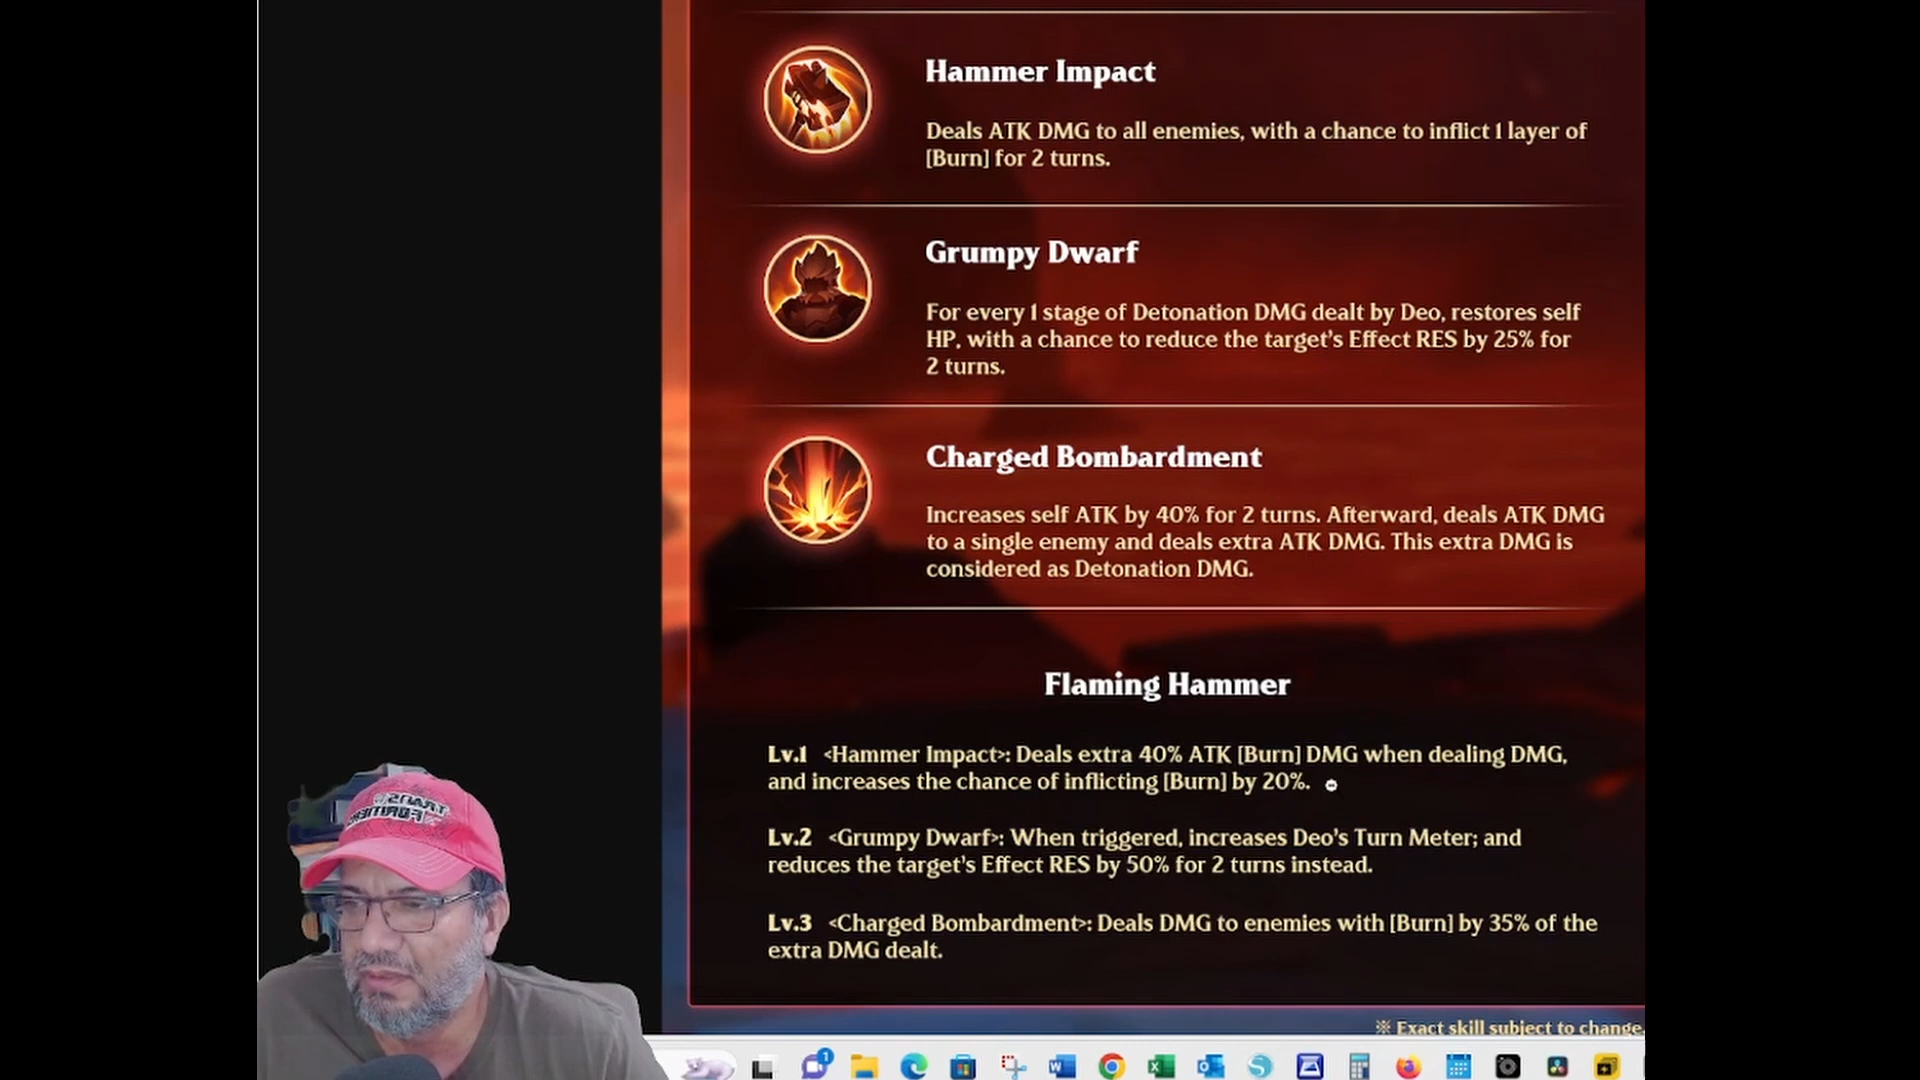 Hammer Impact
Deals ATK DMG to all enemies, with a chance to inflict 1 layer of
[Burn] for 2 turns.
Grumpy Dwarf
For every 1 stage of Detonation DMG dealt by Deo, restores self
HP, with a chance to reduce the target's Effect RES by 25% for
2 turns.
Charged Bombardment
Increases self ATK by 40% for 2 turns. Afterward, deals ATK DMG
to a single enemy and deals extra ATK DMG. This extra DMG is
considered as Detonation DMG.
Flaming Hammer
Lv.1 <Hammer Impact>: Deals extra 40% ATK [Burn] DMG when dealing DMG,
and increases the chance of inflicting [Burn] by 20%.
Lv.2 <Grumpy Dwarf>: When triggered, increases Deo's Turn Meter; and
reduces the target's Effect RES by 50% for 2 turns instead.
Lv.3 <Charged Bombardment>: Deals DMG to enemies with [Burn] by 35% of the
extra DMG dealt.
※ Exact skill subject to change.
TRANSFORMERS
1